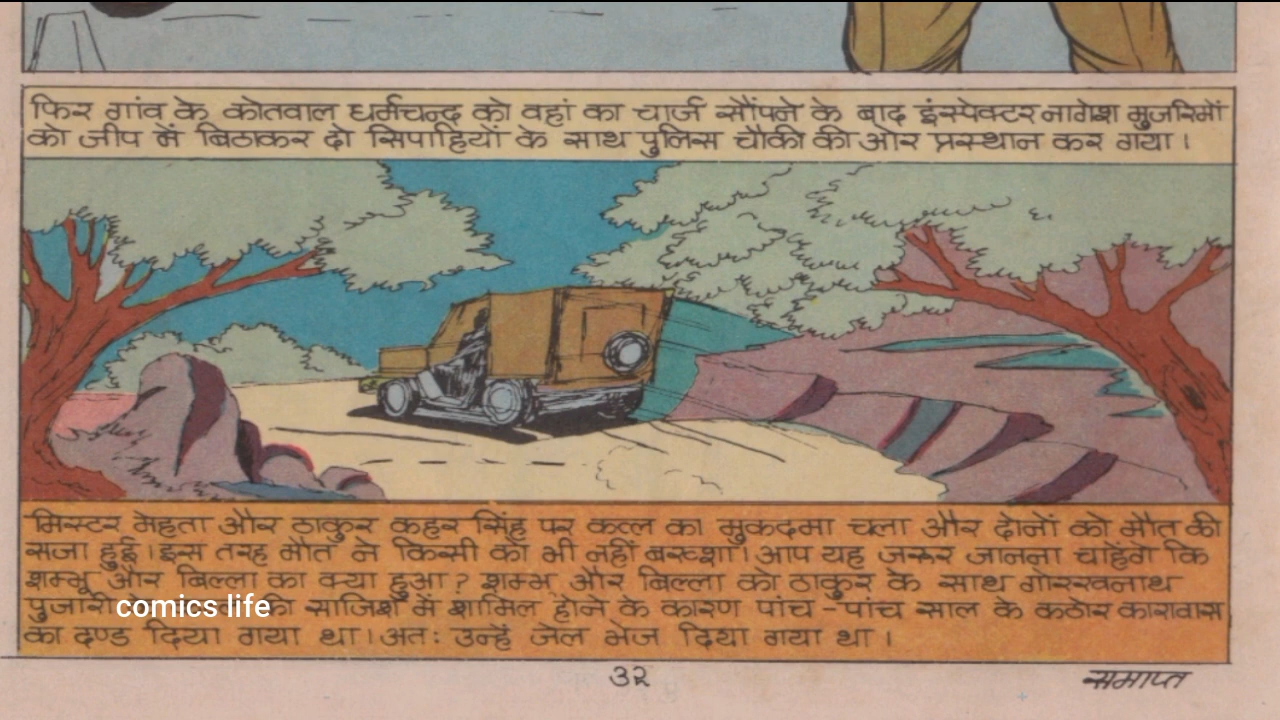 फिर गांव के कोतवाल धर्मचन्द को वहां का चार्ज सौंपने के बाद इंस्पेक्टर नागेश मुजरिमों
को जीप में बिठाकर दो सिपाहियों के साथ पुलिस चौकी की ओर प्रस्थान कर गया।
मिस्टर मेहता और ठाकुर कहर सिंह पर कत्ल का मुकदमा चला और दोनों को मौत की
सजा हुई। इस तरह मौत ने किसी को भी नहीं बख्शा। आप यह जरूर जानना चाहेंगे कि
शम्भू और बिल्ला का क्या हुआ? शम्भू और बिल्ला को ठाकुर के साथ गोरखनाथ
पुजारी की साजिश में शामिल होने के कारण पांच-पांच साल के कठोर कारावास
comics life
का दण्ड दिया गया था। अतः उन्हें जेल भेज दिया गया था।
३२
समाप्त